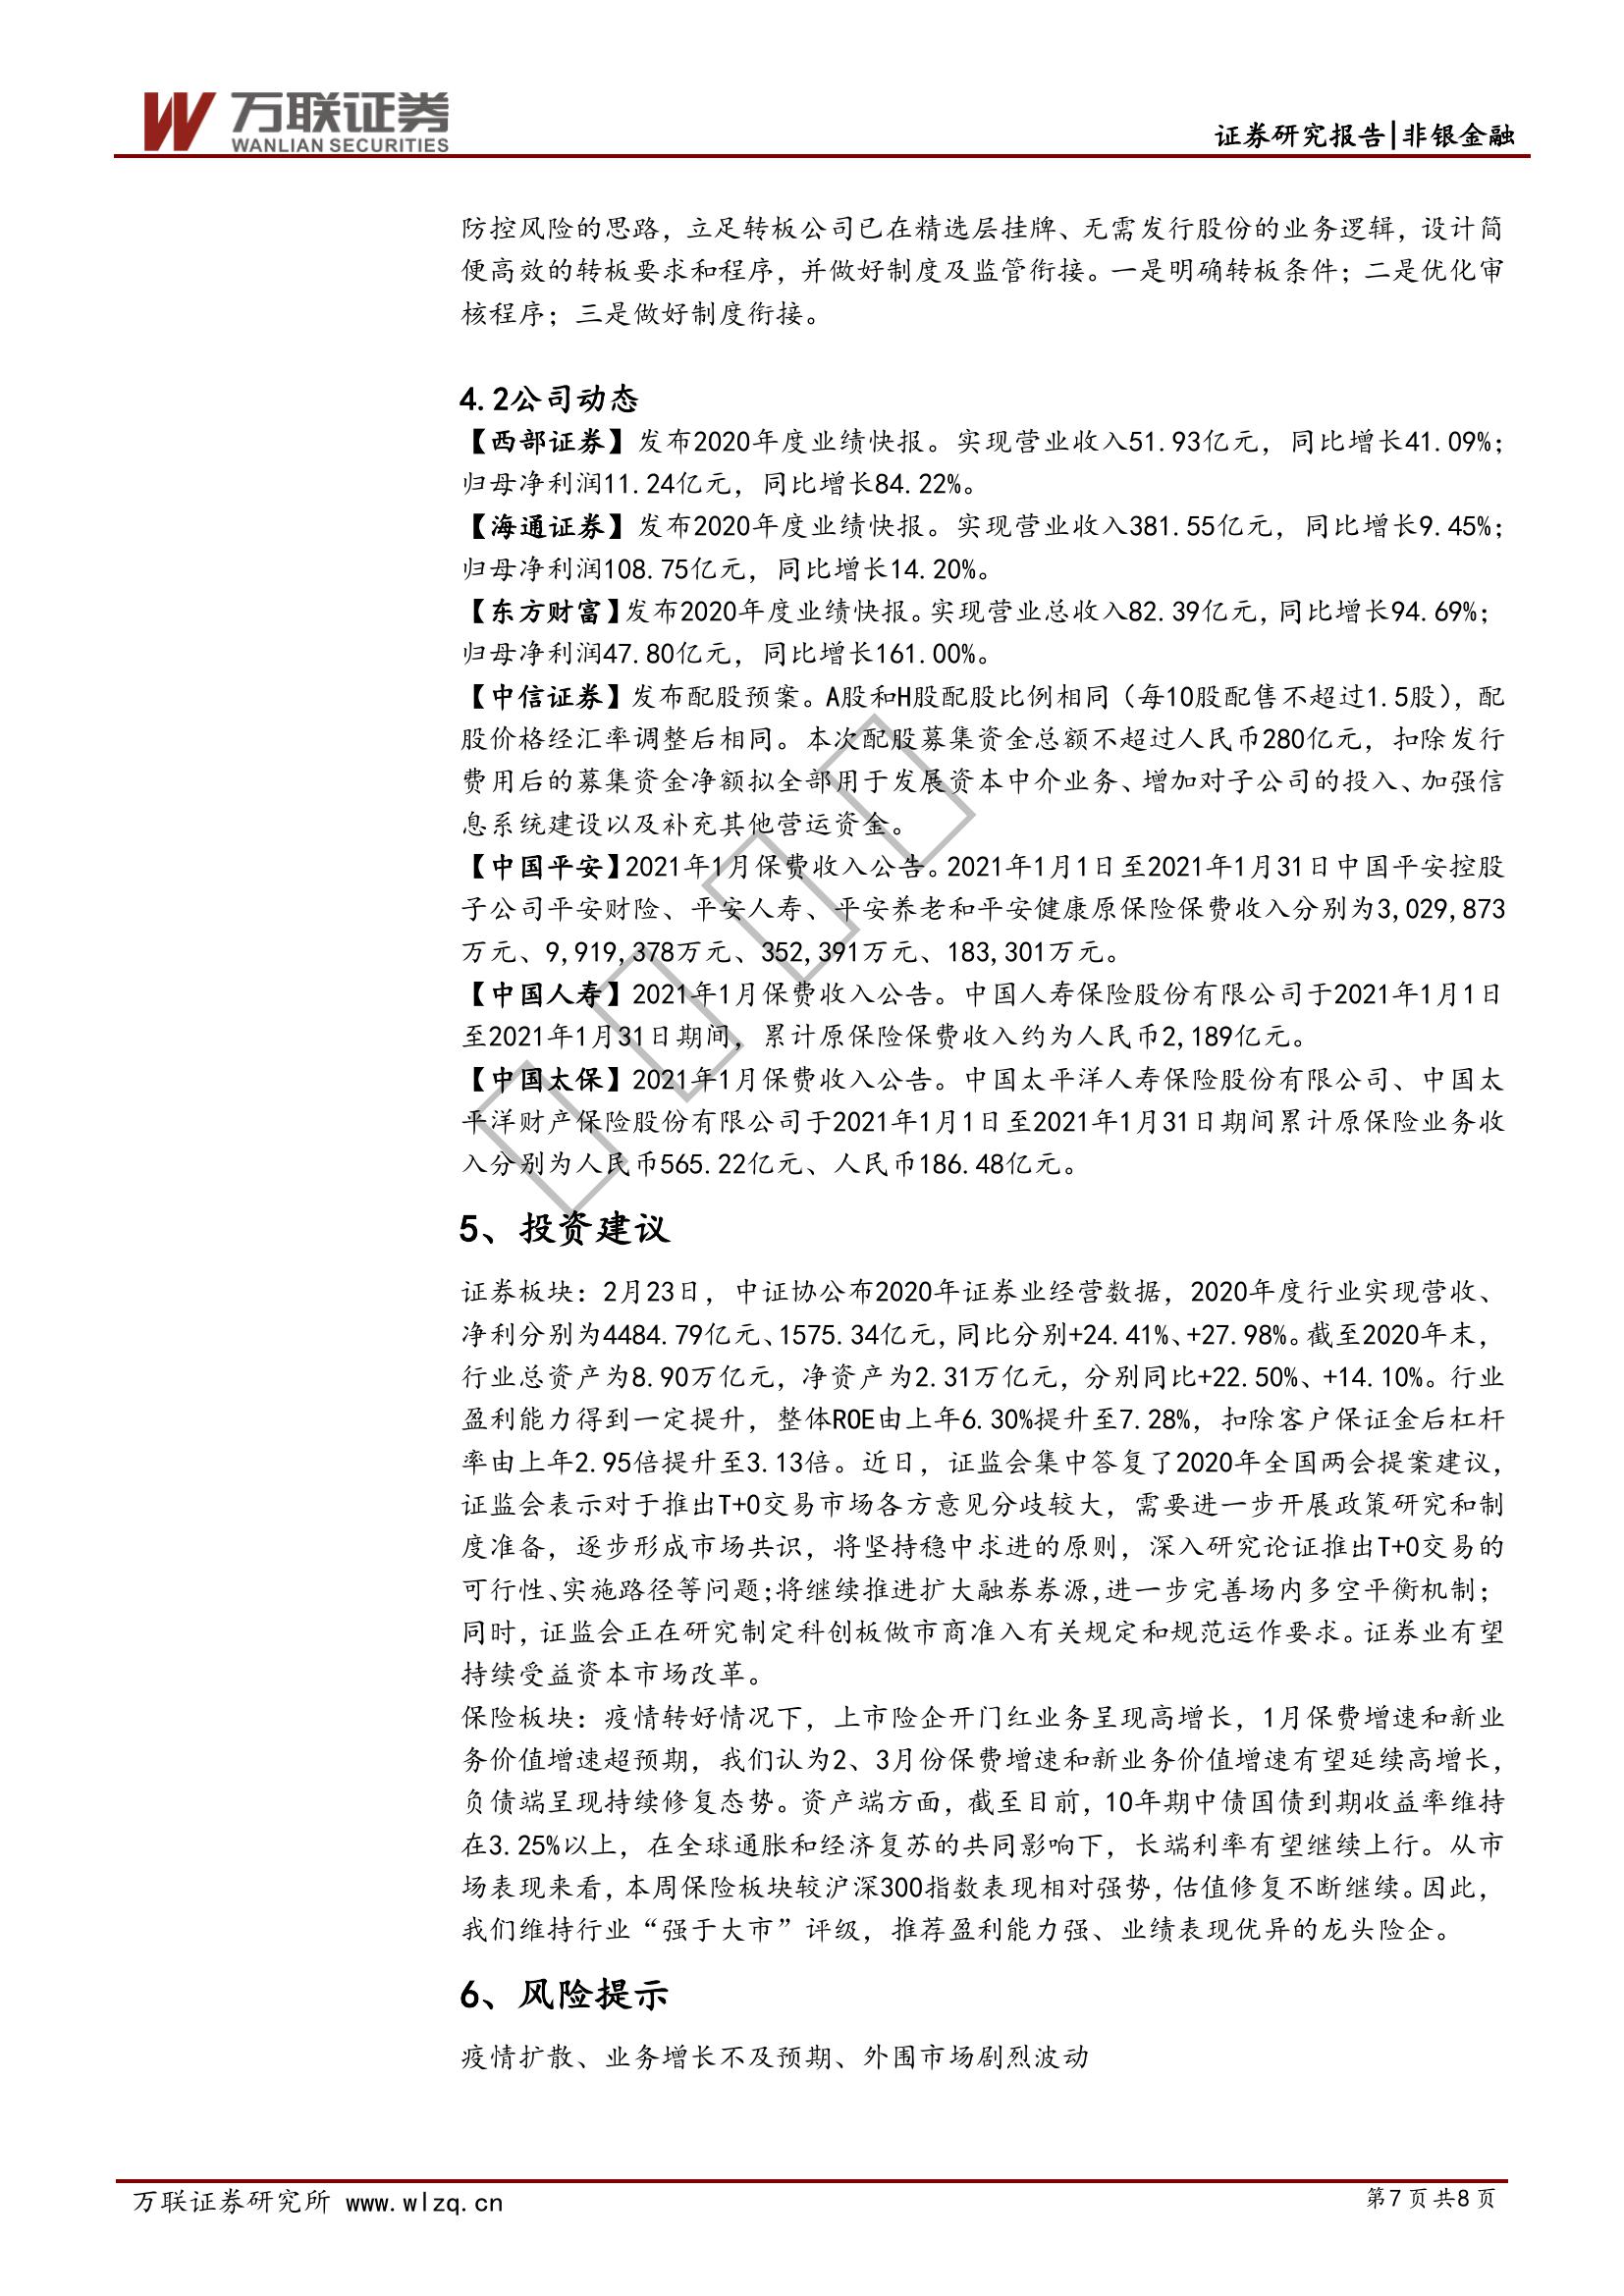 万联证券
WANLIAN SECURITIES
证券研究报告|非银金融
防控风险的思路，立足转板公司已在精选层挂牌、无需发行股份的业务逻辑，设计简
便高效的转板要求和程序，并做好制度及监管衔接。一是明确转板条件；二是优化审
核程序；三是做好制度衔接。
4.2公司动态
【西部证券】发布2020年度业绩快报。实现营业收入51.93亿元，同比增长41.09%；
归母净利润11.24亿元，同比增长84.22%。
【海通证券】发布2020年度业绩快报。实现营业收入381.55亿元，同比增长9.45%；
归母净利润108.75亿元，同比增长14.20%。
【东方财富】发布2020年度业绩快报。实现营业总收入82.39亿元，同比增长94.69%；
归母净利润47.80亿元，同比增长161.00%。
【中信证券】发布配股预案。A股和H股配股比例相同（每10股配售不超过1.5股），配
股价格经汇率调整后相同。本次配股募集资金总额不超过人民币280亿元，扣除发行
费用后的募集资金净额拟全部用于发展资本中介业务、增加对子公司的投入、加强信
息系统建设以及补充其他营运资金。
【中国平安】2021年1月保费收入公告。2021年1月1日至2021年1月31日中国平安控股
子公司平安财险、平安人寿、平安养老和平安健康原保险保费收入分别为3,029,873
万元、9,919,378万元、352,391万元、183,301万元。
【中国人寿】2021年1月保费收入公告。中国人寿保险股份有限公司于2021年1月1日
至2021年1月31日期间，累计原保险保费收入约为人民币2,189亿元。
【中国太保】2021年1月保费收入公告。中国太平洋人寿保险股份有限公司、中国太
平洋财产保险股份有限公司于2021年1月1日至2021年1月31日期间累计原保险业务收
入分别为人民币565.22亿元、人民币186.48亿元。
5、投资建议
证券板块：2月23日，中证协公布2020年证券业经营数据，2020年度行业实现营收、
净利分别为4484.79亿元、1575.34亿元，同比分别+24.41%、+27.98%。截至2020年末，
行业总资产为8.90万亿元，净资产为2.31万亿元，分别同比+22.50%、+14.10%。行业
盈利能力得到一定提升，整体ROE由上年6.30%提升至7.28%，扣除客户保证金后杠杆
率由上年2.95倍提升至3.13倍。近日，证监会集中答复了2020年全国两会提案建议，
证监会表示对于推出T+0交易市场各方意见分歧较大，需要进一步开展政策研究和制
度准备，逐步形成市场共识，将坚持稳中求进的原则，深入研究论证推出T+0交易的
可行性、实施路径等问题;将继续推进扩大融券券源,进一步完善场内多空平衡机制；
同时，证监会正在研究制定科创板做市商准入有关规定和规范运作要求。证券业有望
持续受益资本市场改革。
保险板块：疫情转好情况下，上市险企开门红业务呈现高增长，1月保费增速和新业
务价值增速超预期，我们认为2、3月份保费增速和新业务价值增速有望延续高增长，
负债端呈现持续修复态势。资产端方面，截至目前，10年期中债国债到期收益率维持
在3.25%以上，在全球通胀和经济复苏的共同影响下，长端利率有望继续上行。从市
场表现来看，本周保险板块较沪深300指数表现相对强势，估值修复不断继续。因此，
我们维持行业“强于大市”评级，推荐盈利能力强、业绩表现优异的龙头险企。
6、风险提示
疫情扩散、业务增长不及预期、外围市场剧烈波动
万联证券研究所 www.wlzq.cn
第7页共8页